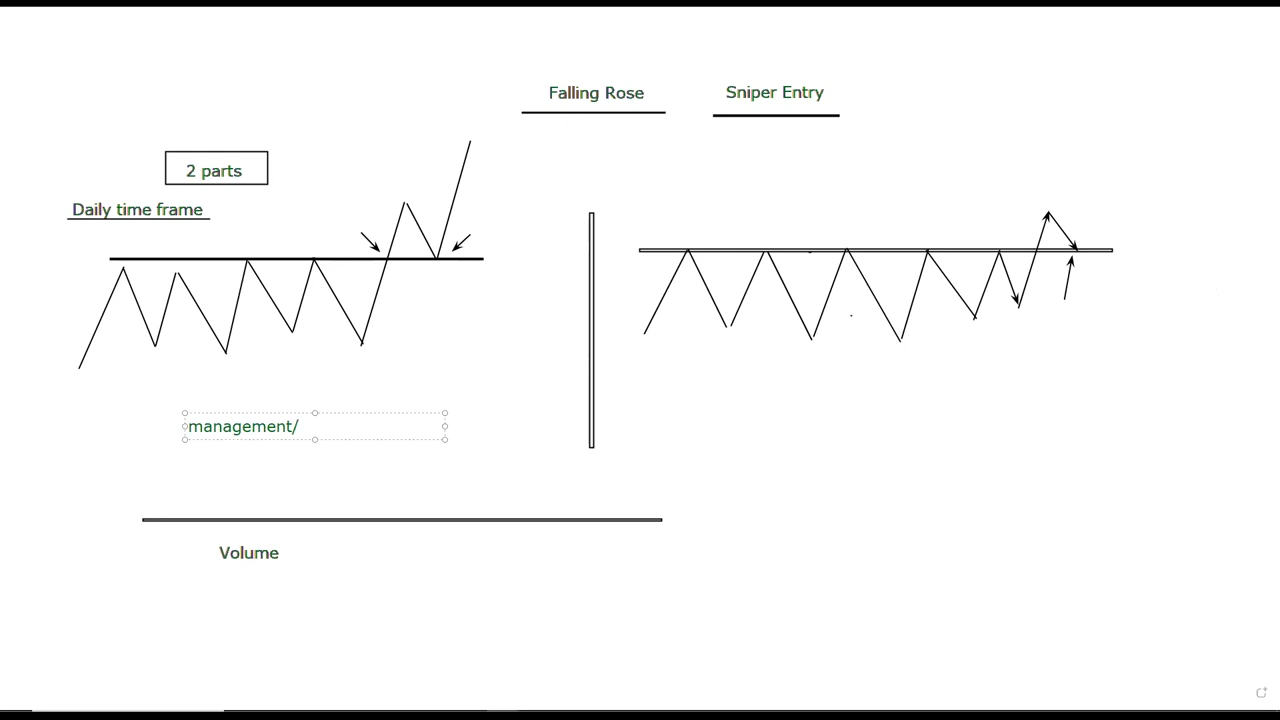 Falling Rose
Sniper Entry
2 parts
Daily time frame
management/
Volume